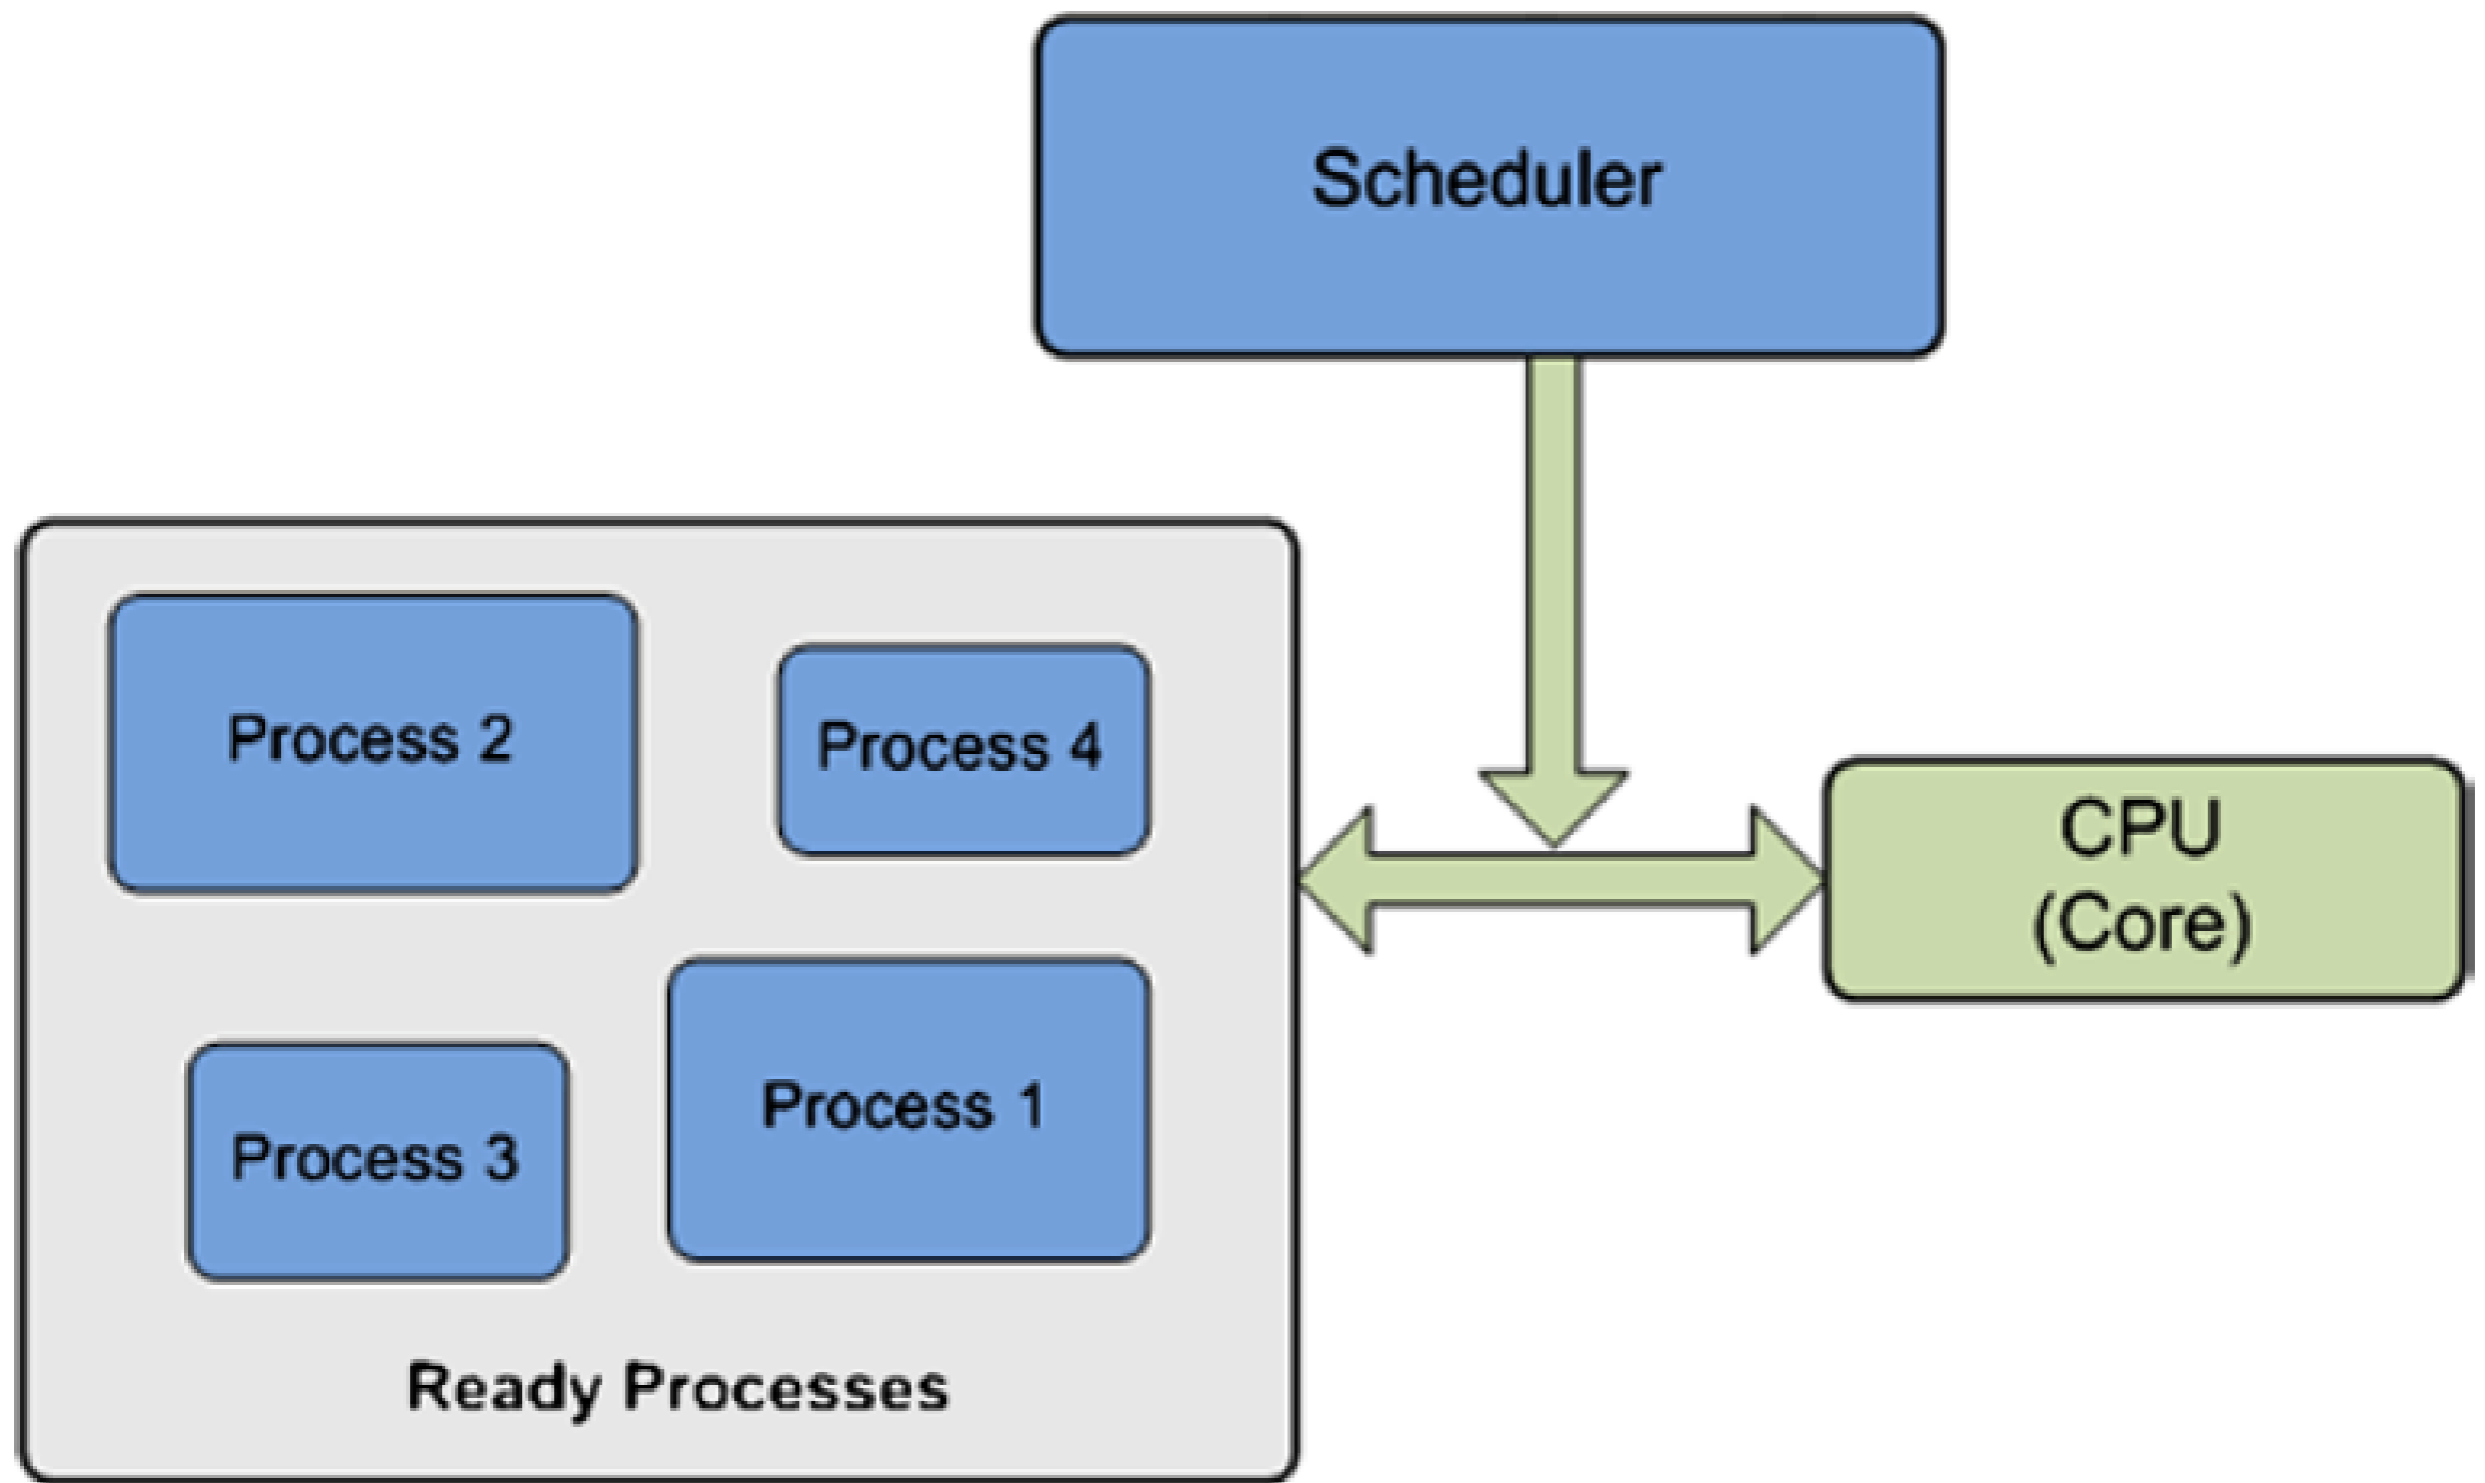 Scheduler
Process 2
Process 4
Process 3
Process 1
Ready Processes
CPU
(Core)